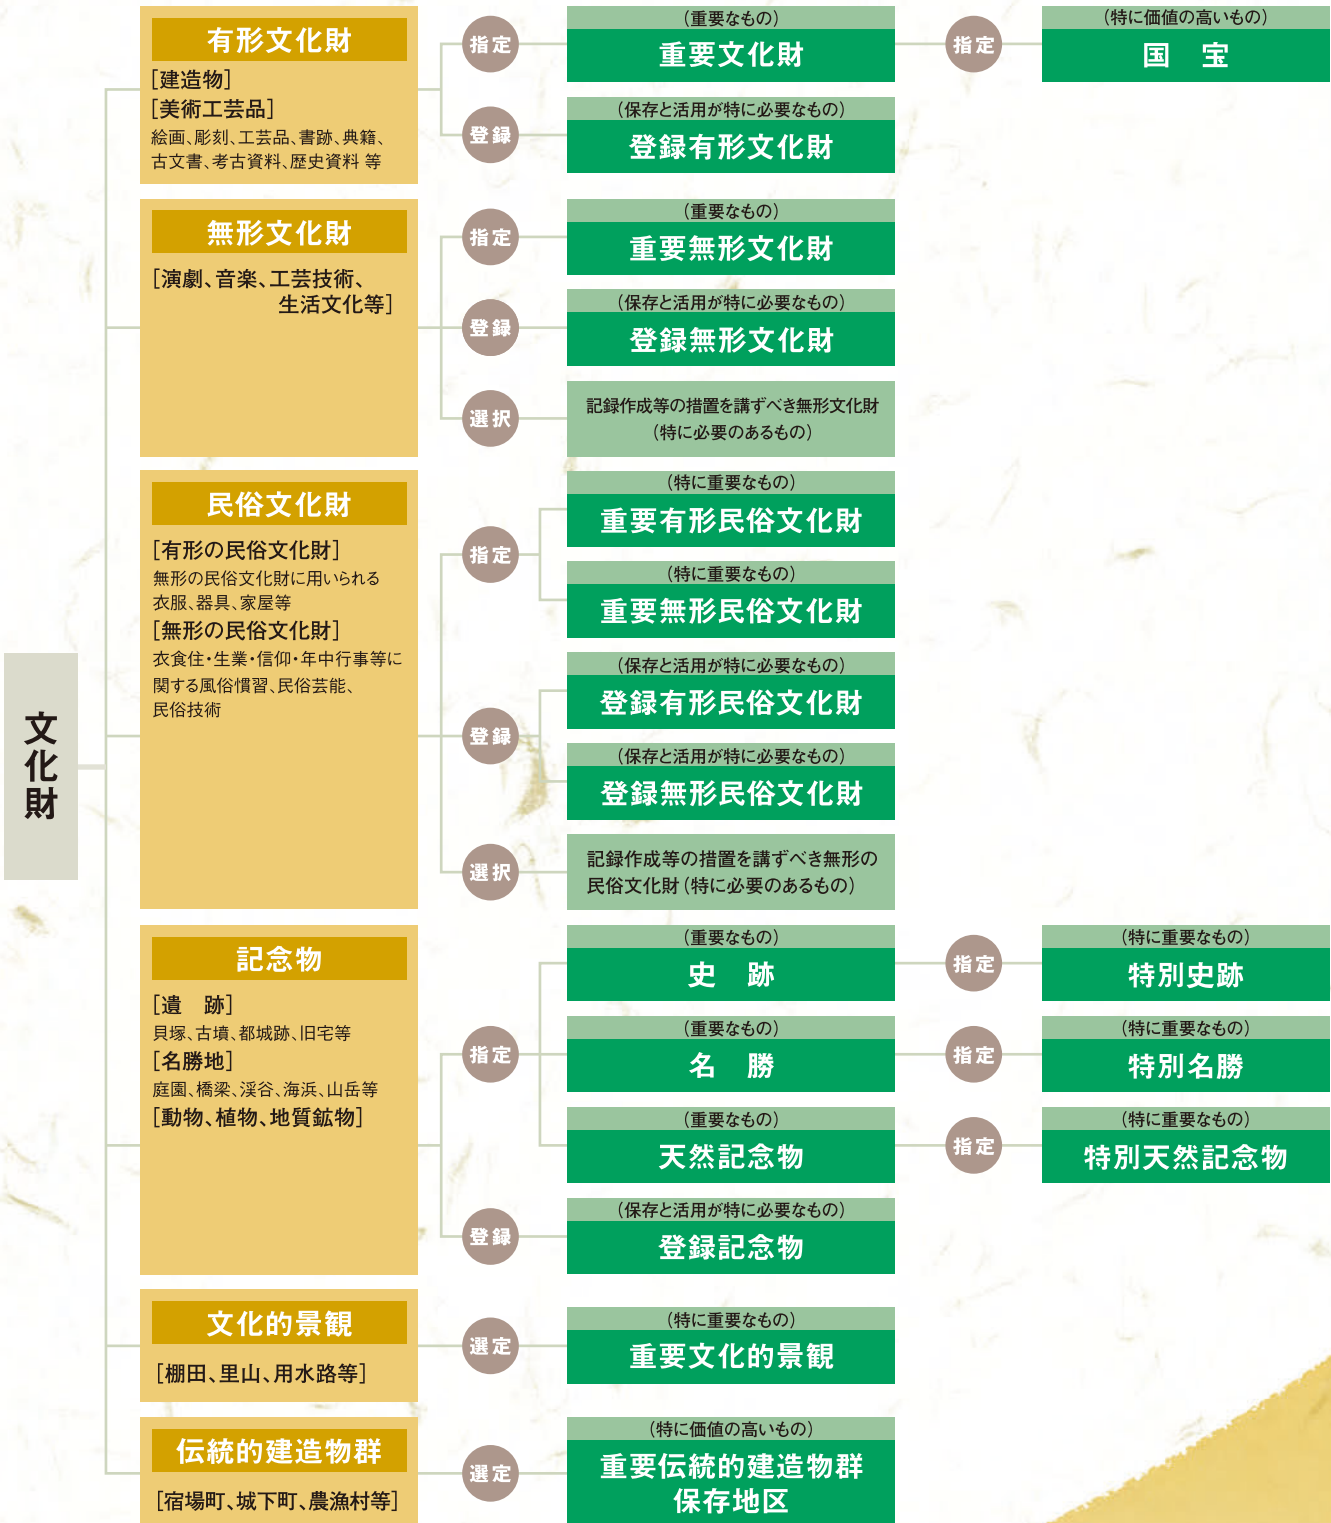 文化財
有形文化財
［建造物］
［美術工芸品］
絵画、彫刻、工芸品、書跡、典籍、
古文書、考古資料、歴史資料 等
指定
（重要なもの）
重要文化財
指定
（特に価値の高いもの）
国　宝
登録
（保存と活用が特に必要なもの）
登録有形文化財
無形文化財
［演劇、音楽、工芸技術、
生活文化等］
指定
（重要なもの）
重要無形文化財
登録
（保存と活用が特に必要なもの）
登録無形文化財
選択
記録作成等の措置を講ずべき無形文化財
（特に必要のあるもの）
民俗文化財
［有形の民俗文化財］
無形の民俗文化財に用いられる
衣服、器具、家屋等
［無形の民俗文化財］
衣食住・生業・信仰・年中行事等に
関する風俗慣習、民俗芸能、
民俗技術
指定
（特に重要なもの）
重要有形民俗文化財
（特に重要なもの）
重要無形民俗文化財
登録
（保存と活用が特に必要なもの）
登録有形民俗文化財
（保存と活用が特に必要なもの）
登録無形民俗文化財
選択
記録作成等の措置を講ずべき無形の
民俗文化財（特に必要のあるもの）
記念物
［遺　跡］
貝塚、古墳、都城跡、旧宅等
［名勝地］
庭園、橋梁、渓谷、海浜、山岳等
［動物、植物、地質鉱物］
指定
（重要なもの）
史　跡
指定
（特に重要なもの）
特別史跡
（重要なもの）
名　勝
指定
（特に重要なもの）
特別名勝
（重要なもの）
天然記念物
指定
（特に重要なもの）
特別天然記念物
登録
（保存と活用が特に必要なもの）
登録記念物
文化的景観
［棚田、里山、用水路等］
選定
（特に重要なもの）
重要文化的景観
伝統的建造物群
［宿場町、城下町、農漁村等］
選定
（特に価値の高いもの）
重要伝統的建造物群
保存地区